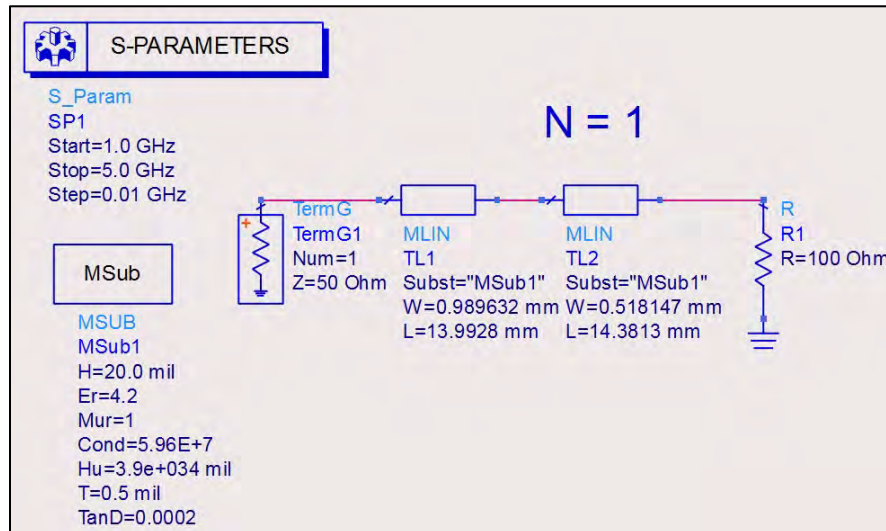 S-PARAMETERS
S_Param
SP1
Start=1.0 GHz
Stop=5.0 GHz
Step=0.01 GHz
N = 1
+
TermG
TermG1
Num=1
Z=50 Ohm
MLIN
TL1
Subst="MSub1"
W=0.989632 mm
L=13.9928 mm
MLIN
TL2
Subst="MSub1"
W=0.518147 mm
L=14.3813 mm
R
R1
R=100 Ohm
MSub
MSUB
MSub1
H=20.0 mil
Er=4.2
Mur=1
Cond=5.96E+7
Hu=3.9e+034 mil
T=0.5 mil
TanD=0.0002